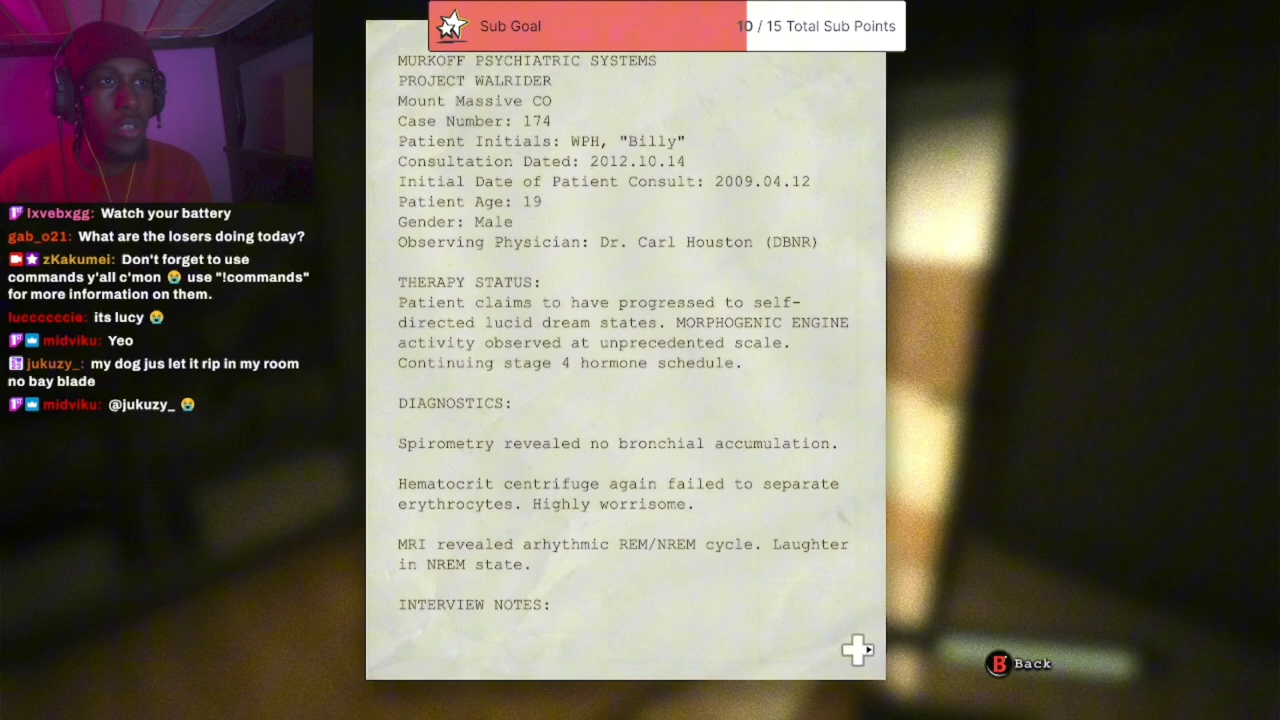 Sub Goal
10 / 15 Total Sub Points
MURKOFF PSYCHIATRIC SYSTEMS
PROJECT WALRIDER
Mount Massive CO
Case Number: 174
Patient Initials: WPH, "Billy"
Consultation Dated: 2012.10.14
Initial Date of Patient Consult: 2009.04.12
Patient Age: 19
Gender: Male
Observing Physician: Dr. Carl Houston (DBNR)
THERAPY STATUS:
Patient claims to have progressed to self-
directed lucid dream states. MORPHOGENIC ENGINE
activity observed at unprecedented scale.
Continuing stage 4 hormone schedule.
DIAGNOSTICS:
Spirometry revealed no bronchial accumulation.
Hematocrit centrifuge again failed to separate
erythrocytes. Highly worrisome.
MRI revealed arhythmic REM/NREM cycle. Laughter
in NREM state.
INTERVIEW NOTES:
B Back
lxvebxgg: Watch your battery
gab_o21: What are the losers doing today?
zKakumei: Don't forget to use
commands y'all c'mon 😭 use "!commands"
for more information on them.
luccccccie: its lucy 😭
midviku: Yeo
jukuzy_: my dog jus let it rip in my room
no bay blade
midviku: @jukuzy_ 😭